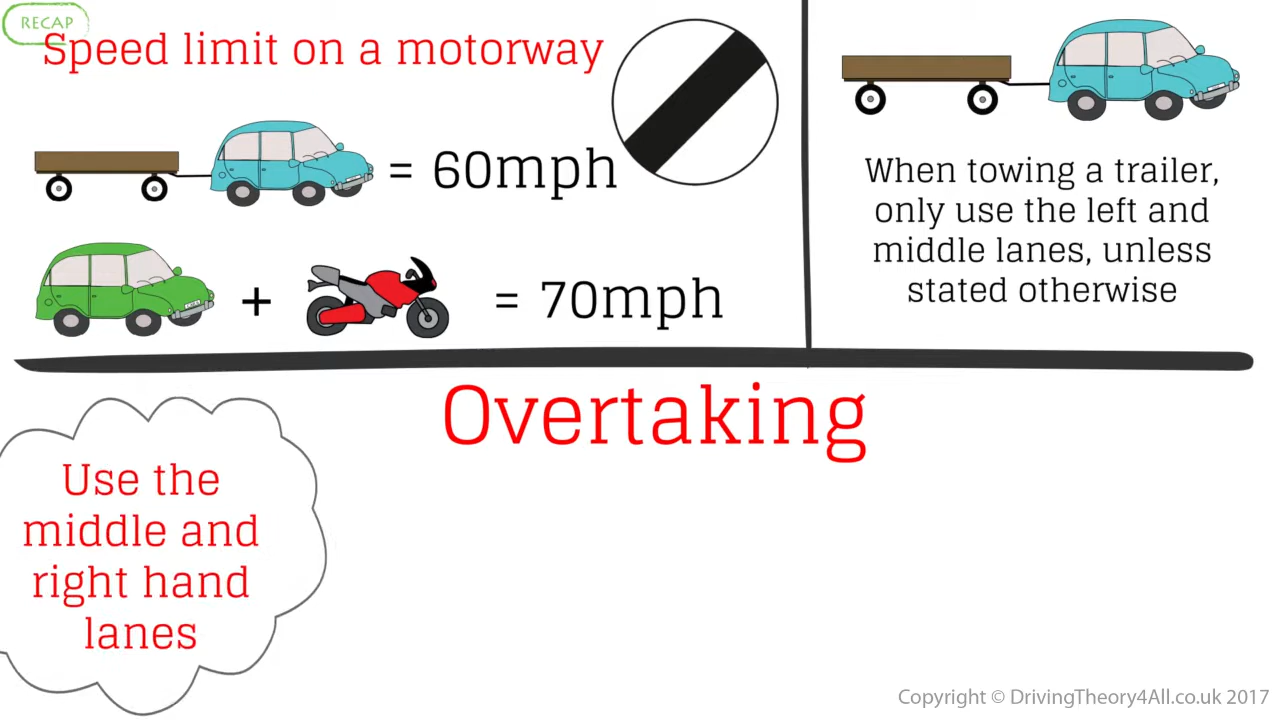 RECAP
Speed limit on a motorway
= 60mph
+ = 70mph
When towing a trailer,
only use the left and
middle lanes, unless
stated otherwise
Overtaking
Use the
middle and
right hand
lanes
Copyright © DrivingTheory4All.co.uk 2017